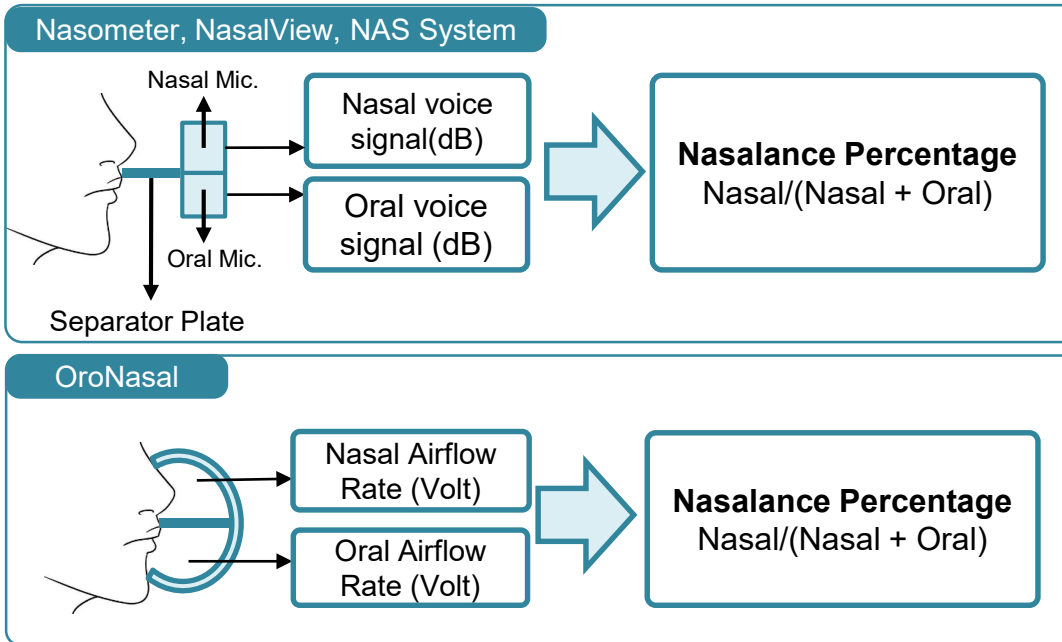 Nasometer, NasalView, NAS System
Nasal Mic.
Nasal voice
signal(dB)
Oral voice
signal (dB)
Oral Mic.
Separator Plate
Nasalance Percentage
Nasal/(Nasal + Oral)
OroNasal
Nasal Airflow
Rate (Volt)
Oral Airflow
Rate (Volt)
Nasalance Percentage
Nasal/(Nasal + Oral)